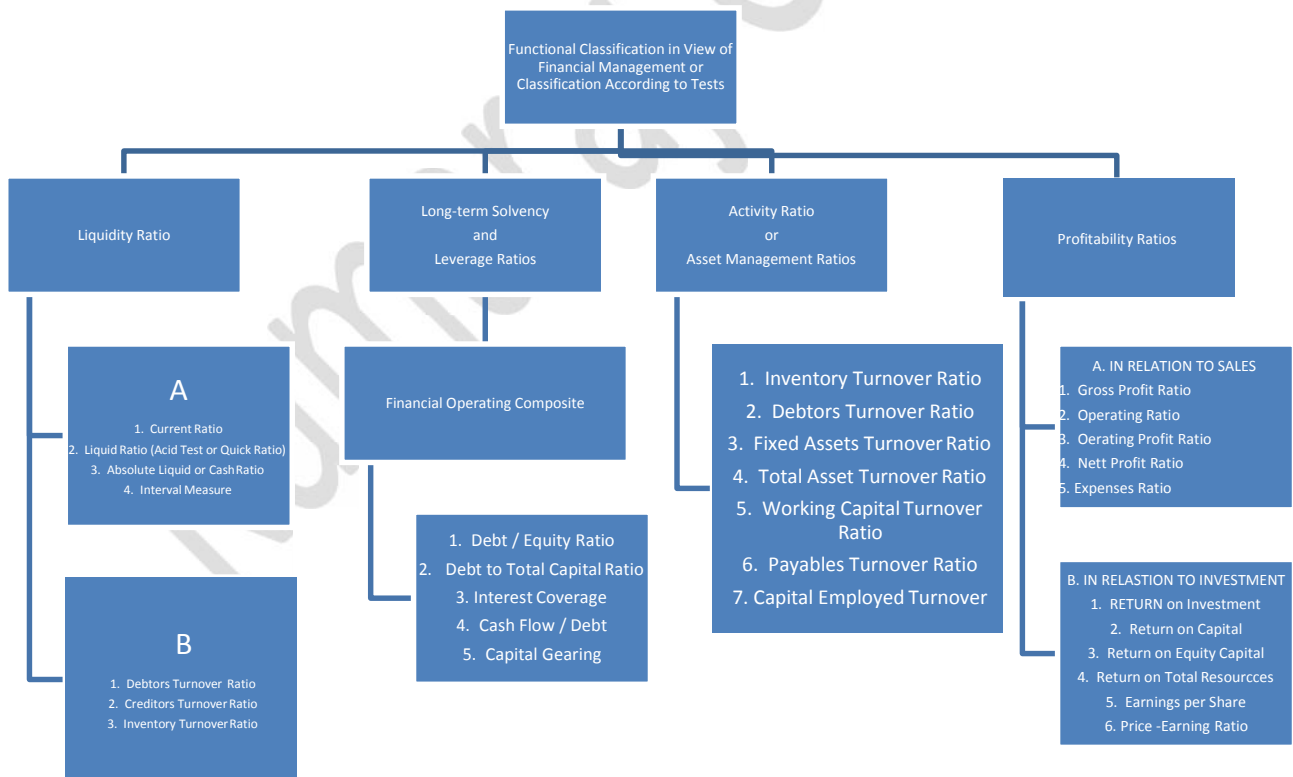 Functional Classification in View of
Financial Management or
Classification According to Tests
Liquidity Ratio
Long-term Solvency
and
Leverage Ratios
Activity Ratio
or
Asset Management Ratios
Profitability Ratios
A
1. Current Ratio
2. Liquid Ratio (Acid Test or Quick Ratio)
3. Absolute Liquid or Cash Ratio
4. Interval Measure
B
1. Debtors Turnover Ratio
2. Creditors Turnover Ratio
3. Inventory Turnover Ratio
Financial Operating Composite
1. Debt / Equity Ratio
2. Debt to Total Capital Ratio
3. Interest Coverage
4. Cash Flow / Debt
5. Capital Gearing
1. Inventory Turnover Ratio
2. Debtors Turnover Ratio
3. Fixed Assets Turnover Ratio
4. Total Asset Turnover Ratio
5. Working Capital Turnover
Ratio
6. Payables Turnover Ratio
7. Capital Employed Turnover
A. IN RELATION TO SALES
1. Gross Profit Ratio
2. Operating Ratio
3. Oerating Profit Ratio
4. Nett Profit Ratio
5. Expenses Ratio
B. IN RELASTION TO INVESTMENT
1. RETURN on Investment
2. Return on Capital
3. Return on Equity Capital
4. Return on Total Resourcces
5. Earnings per Share
6. Price -Earning Ratio